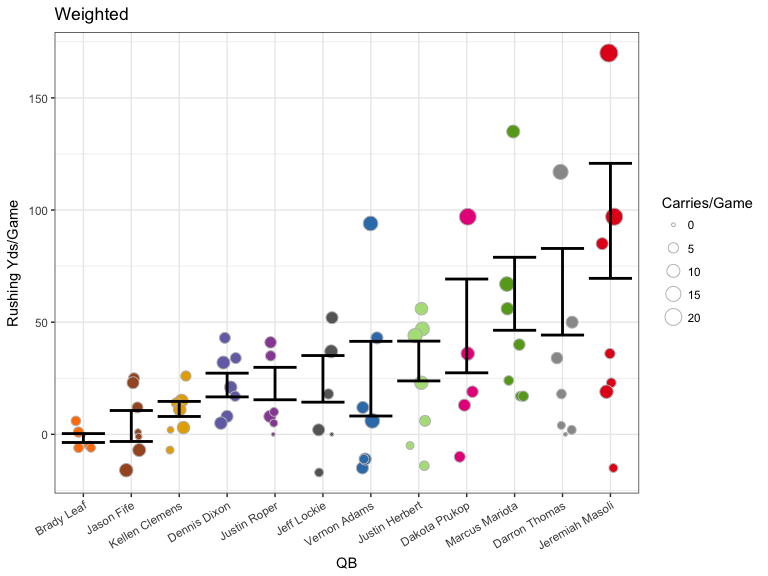 Weighted
Rushing Yds/Game
150
100
50
0
Brady Leaf
Jason Fife
Kellen Clemens
Dennis Dixon
Justin Roper
Jeff Lockie
Vernon Adams
Justin Herbert
Dakota Prukop
Marcus Mariota
Darron Thomas
Jeremiah Masoli
QB
Carries/Game
0
5
10
15
20